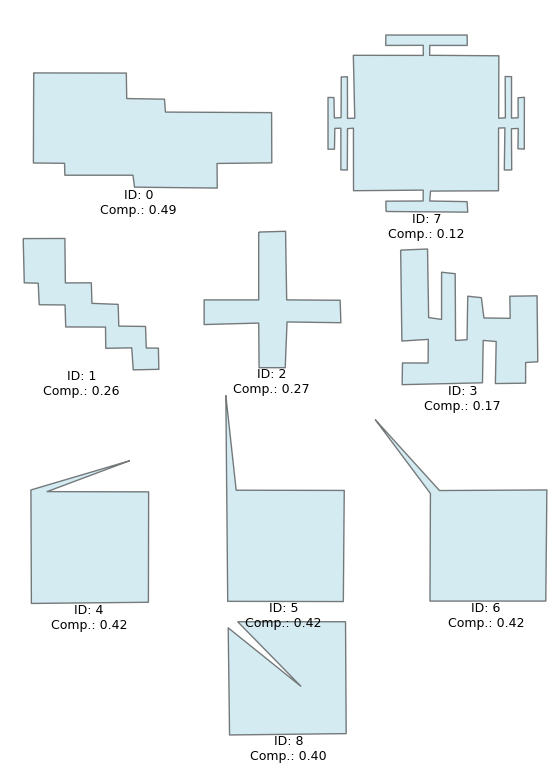 ID: 0
Comp.: 0.49
ID: 7
Comp.: 0.12
ID: 1
Comp.: 0.26
ID: 2
Comp.: 0.27
ID: 3
Comp.: 0.17
ID: 4
Comp.: 0.42
ID: 5
Comp.: 0.42
ID: 6
Comp.: 0.42
ID: 8
Comp.: 0.40